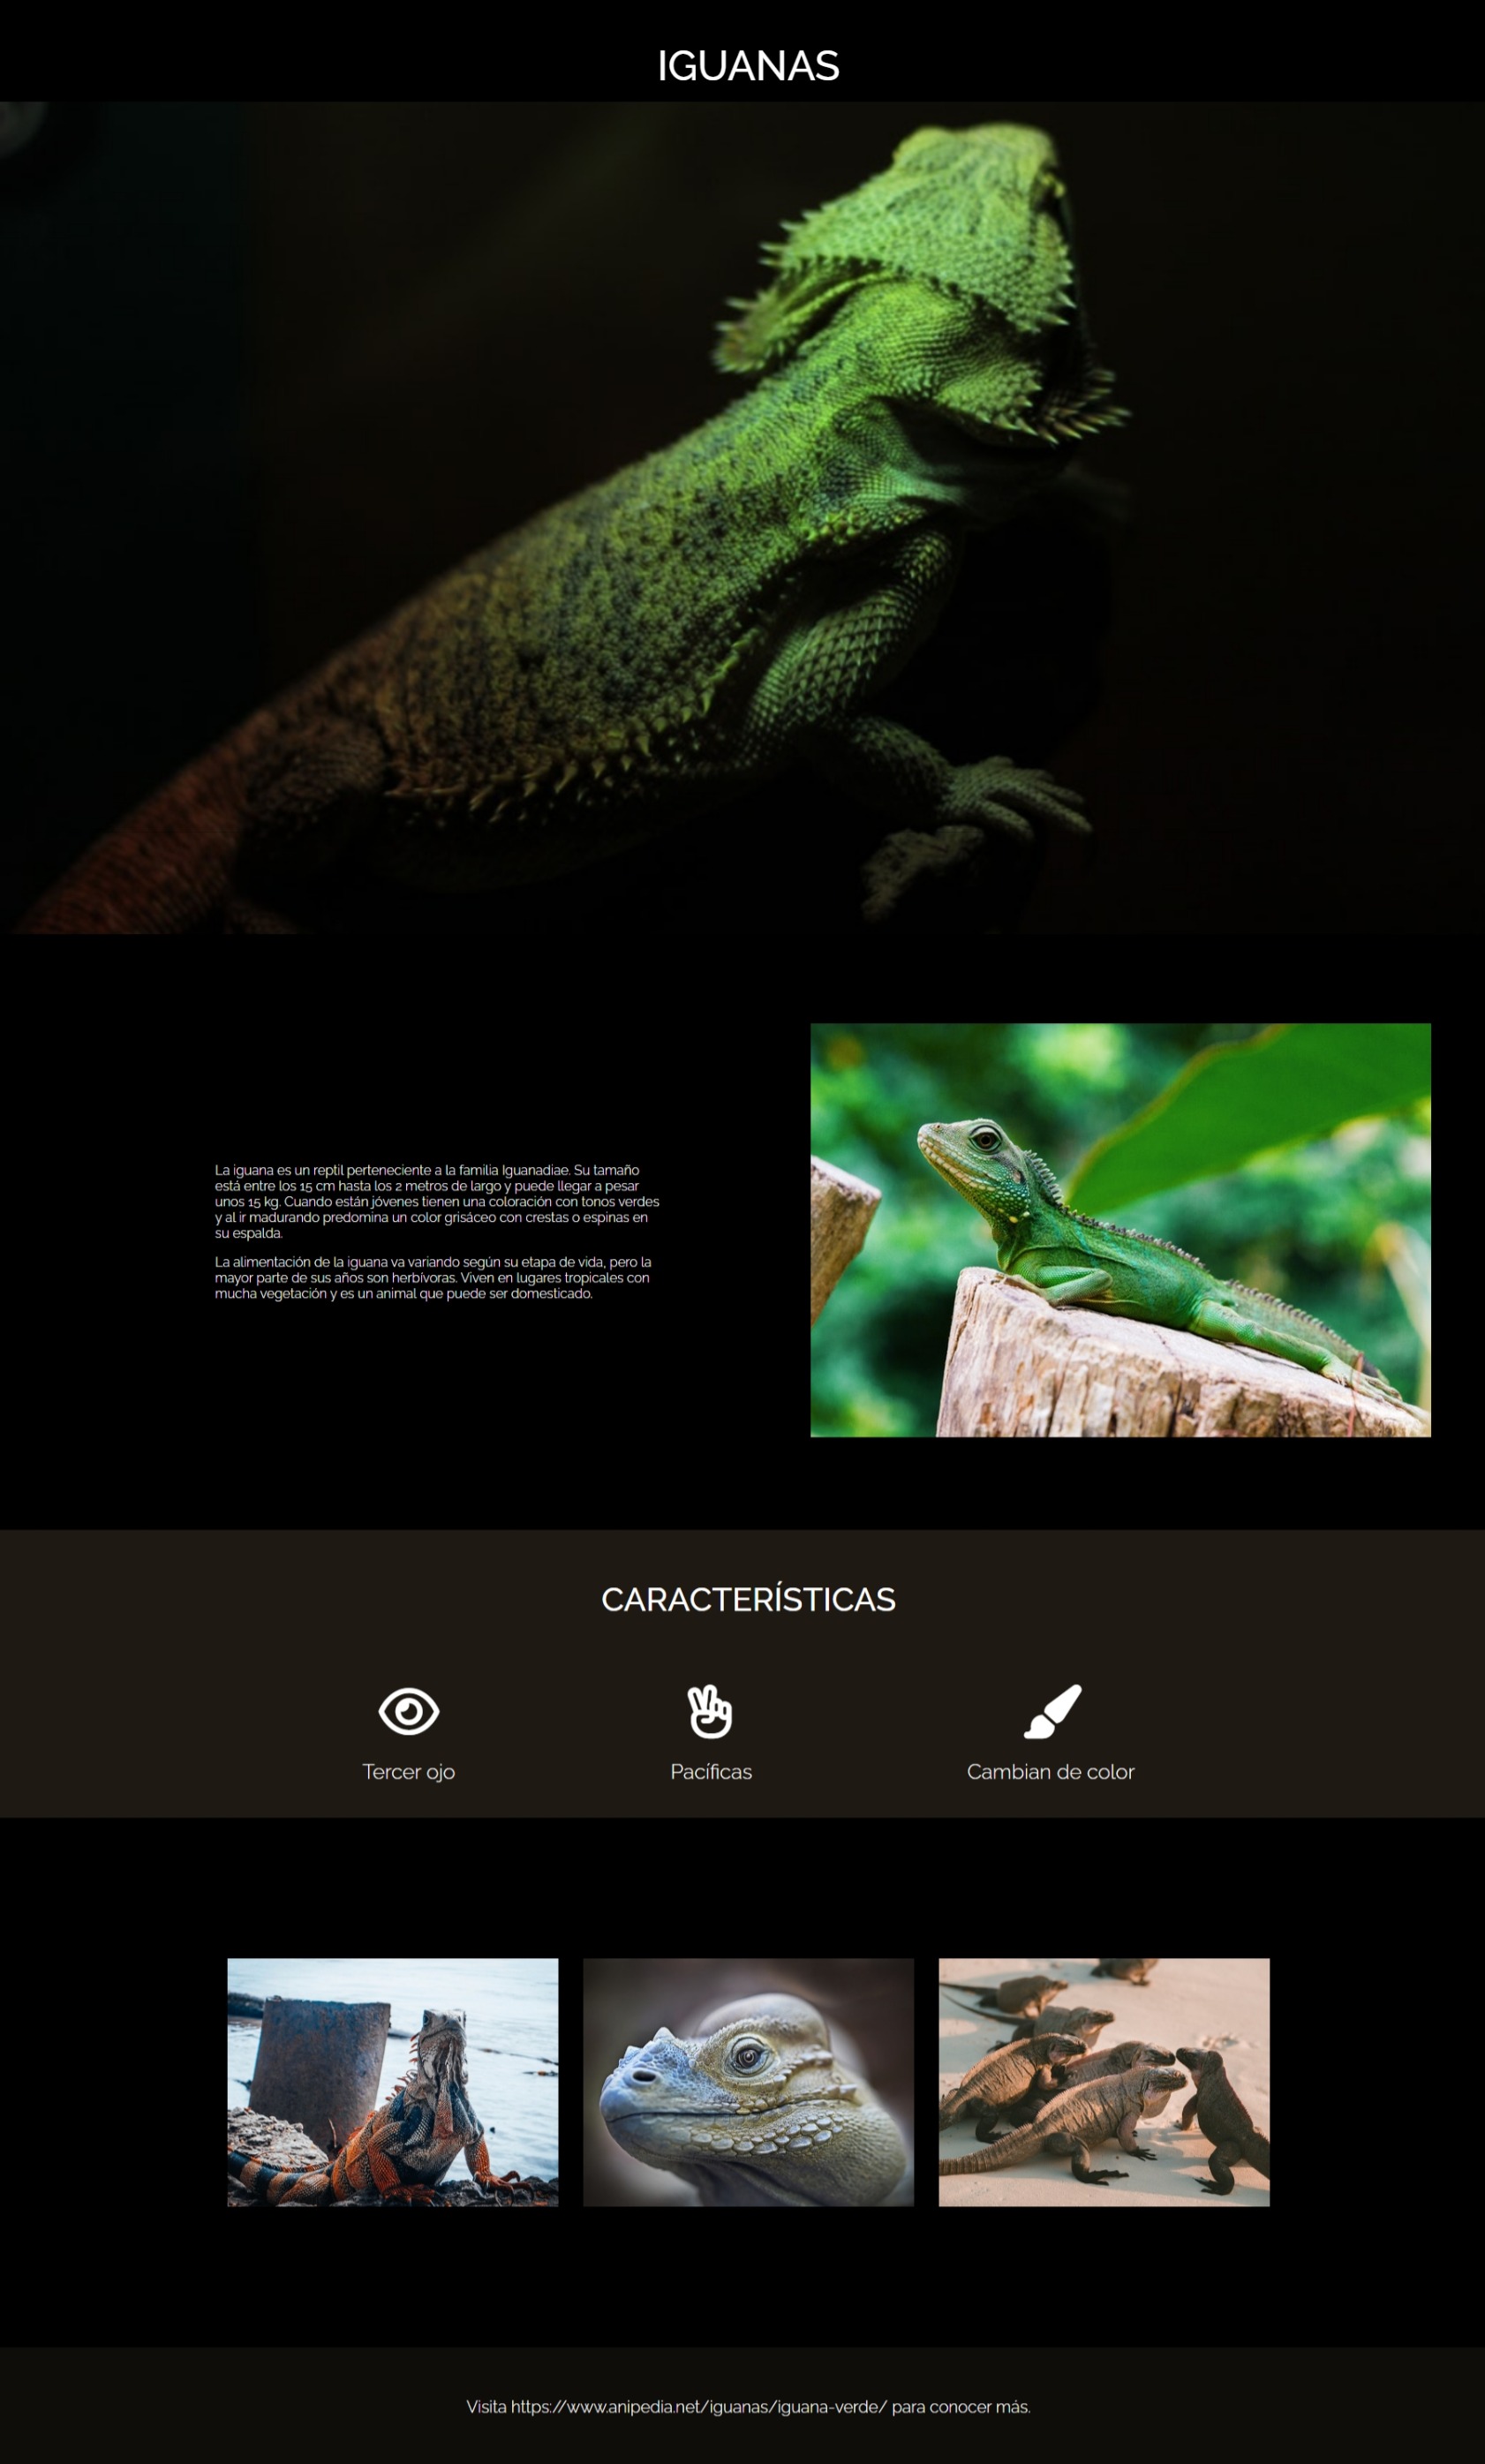 IGUANAS
La iguana es un reptil perteneciente a la familia Iguanadiae. Su tamaño
está entre los 15 cm hasta los 2 metros de largo y puede llegar a pesar
unos 15 kg. Cuando están jóvenes tienen una coloración con tonos verdes
y al ir madurando predomina un color grisáceo con crestas o espinas en
su espalda.
La alimentación de la iguana va variando según su etapa de vida, pero la
mayor parte de sus años son herbívoras. Viven en lugares tropicales con
mucha vegetación y es un animal que puede ser domesticado.
CARACTERÍSTICAS
Tercer ojo
Pacíficas
Cambian de color
Visita https://www.anipedia.net/iguanas/iguana-verde/ para conocer más.